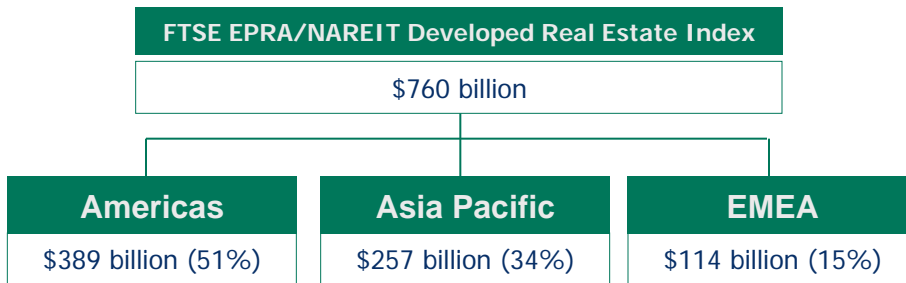 FTSE EPRA/NAREIT Developed Real Estate Index
$760 billion
Americas
$389 billion (51%)
Asia Pacific
$257 billion (34%)
EMEA
$114 billion (15%)